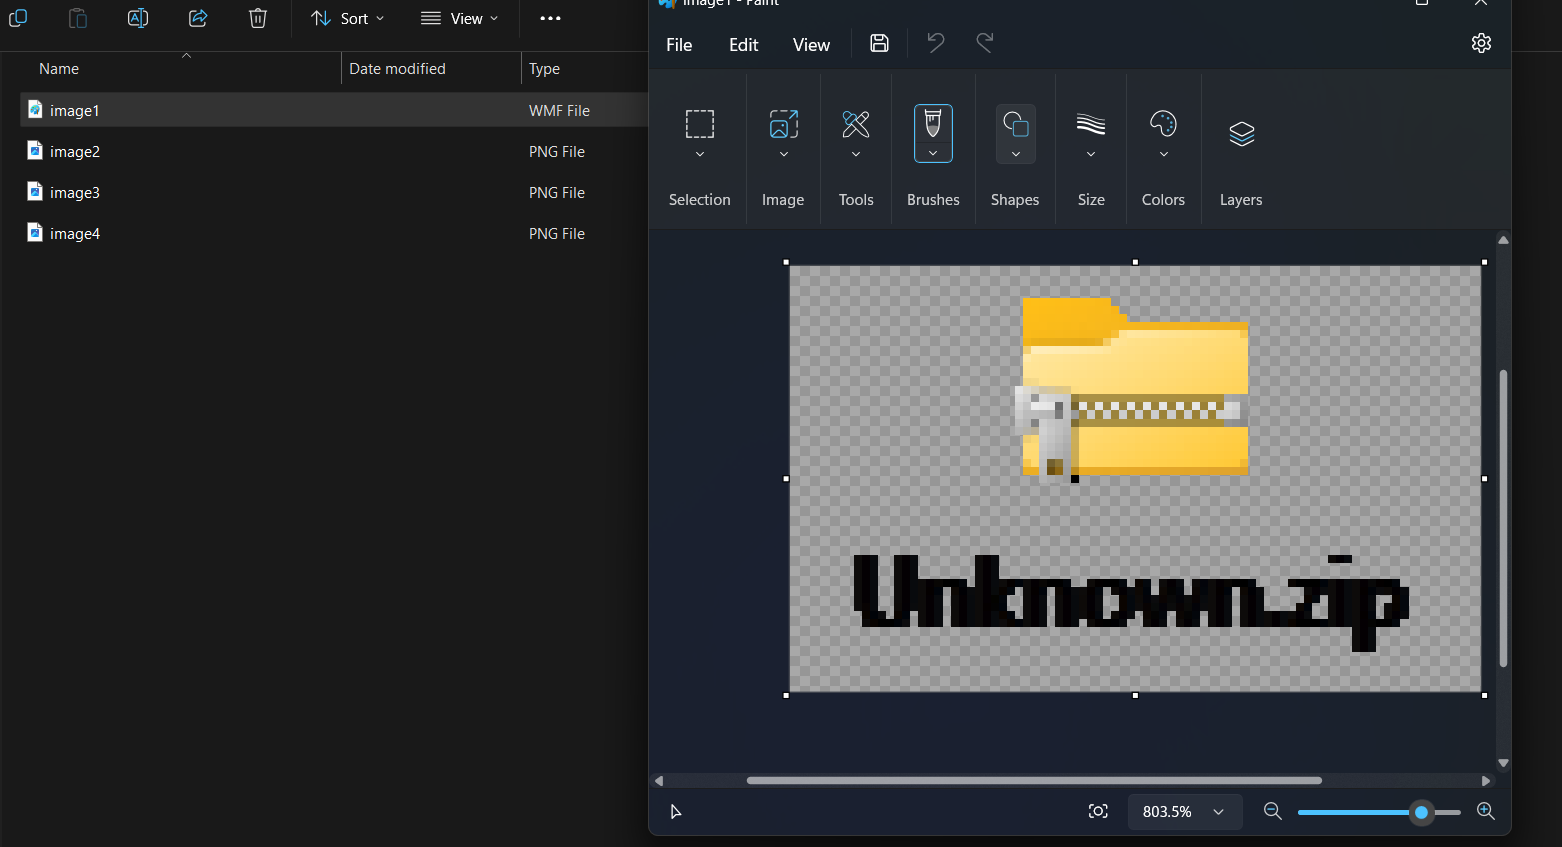 Sort
View
image1 - Paint
File Edit View
Name Date modified Type
image1 WMF File
image2 PNG File
image3 PNG File
image4 PNG File
Selection Image Tools Brushes Shapes Size Colors Layers
Unknown.zip
803.5%